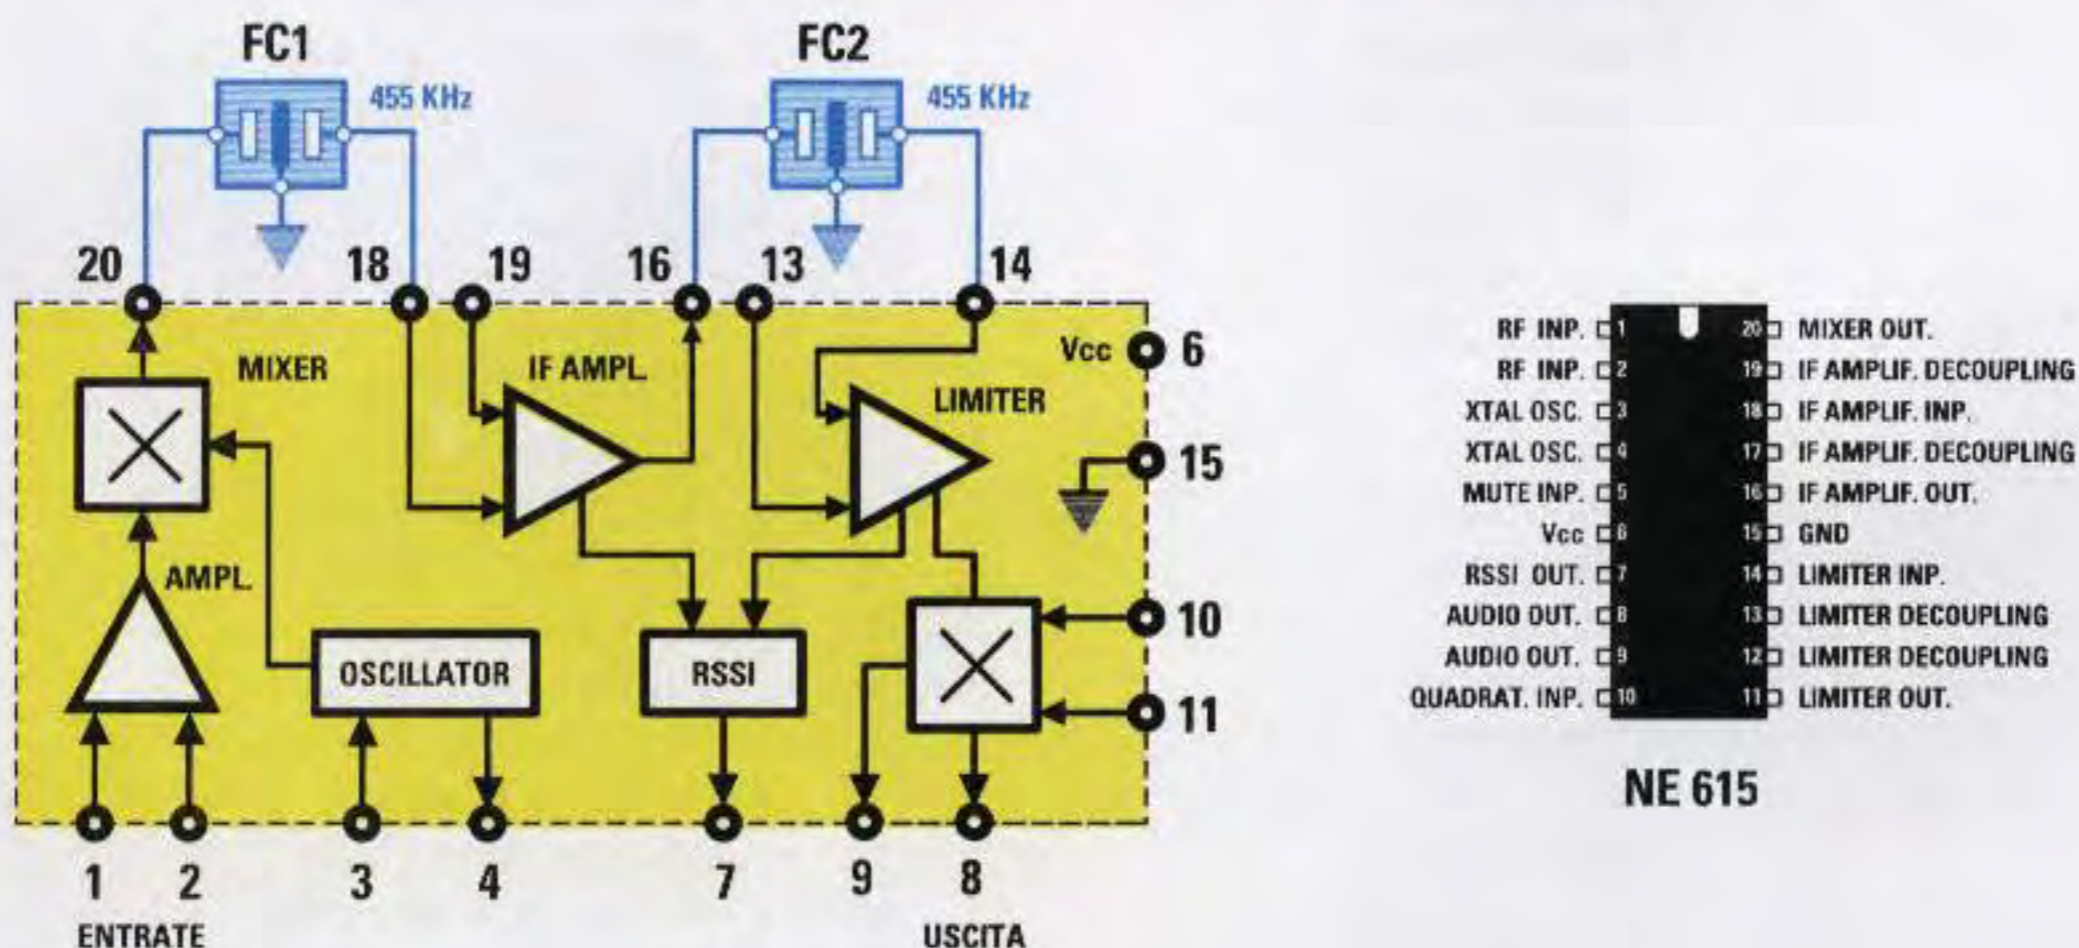 FC1
FC2
455 KHz
455 KHz
20
18
19
16
13
14
MIXER
IF AMPL.
LIMITER
Vcc
6
15
AMPL.
OSCILLATOR
RSSI
10
11
1
2
3
4
7
9
8
ENTRATE
USCITA
RF INP. 1
20 MIXER OUT.
RF INP. 2
19 IF AMPLIF. DECOUPLING
XTAL OSC. 3
18 IF AMPLIF. INP.
XTAL OSC. 4
17 IF AMPLIF. DECOUPLING
MUTE INP. 5
16 IF AMPLIF. OUT.
Vcc 6
15 GND
RSSI OUT. 7
14 LIMITER INP.
AUDIO OUT. 8
13 LIMITER DECOUPLING
AUDIO OUT. 9
12 LIMITER DECOUPLING
QUADRAT. INP. 10
11 LIMITER OUT.
NE 615